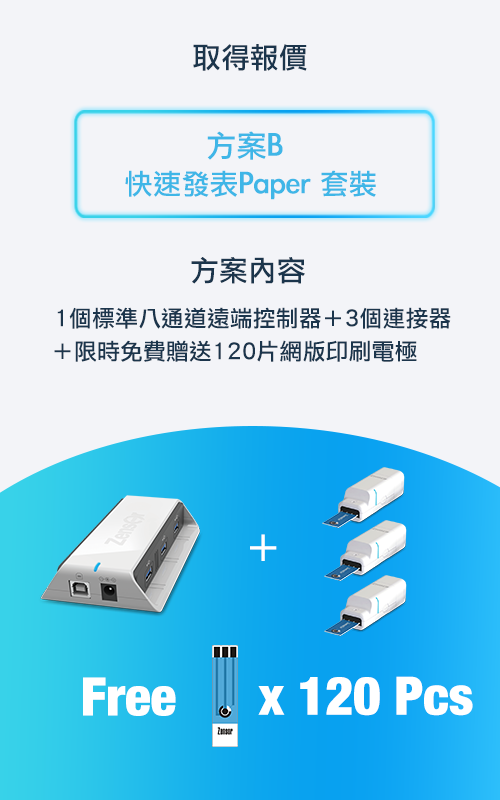 取得報價
方案B
快速發表Paper 套裝
方案內容
1個標準八通道遠端控制器＋3個連接器
＋限時免費贈送120片網版印刷電極
ZensOr
+
Free
Zensor
x 120 Pcs